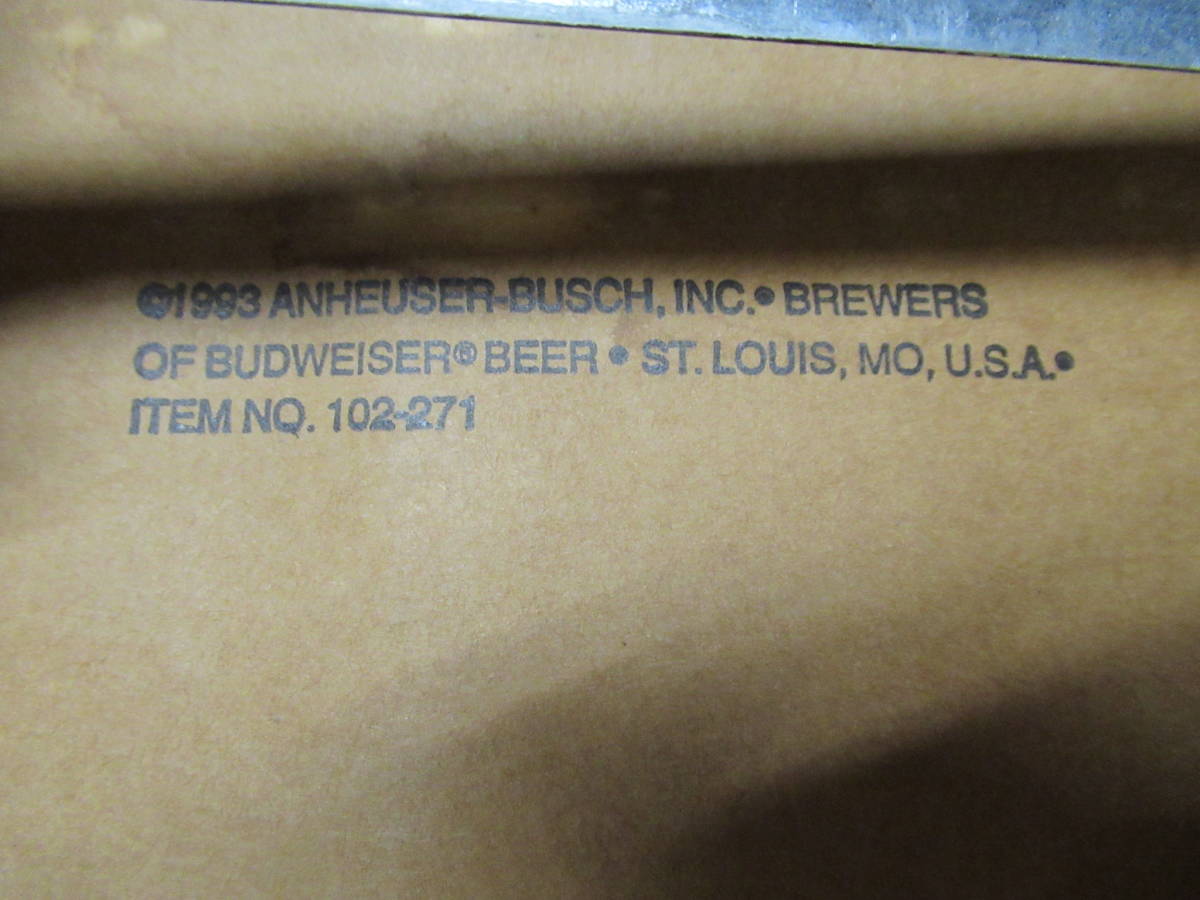 ©1993 ANHEUSER-BUSCH, INC.• BREWERS
OF BUDWEISER® BEER • ST. LOUIS, MO, U.S.A.•
ITEM NO. 102-271